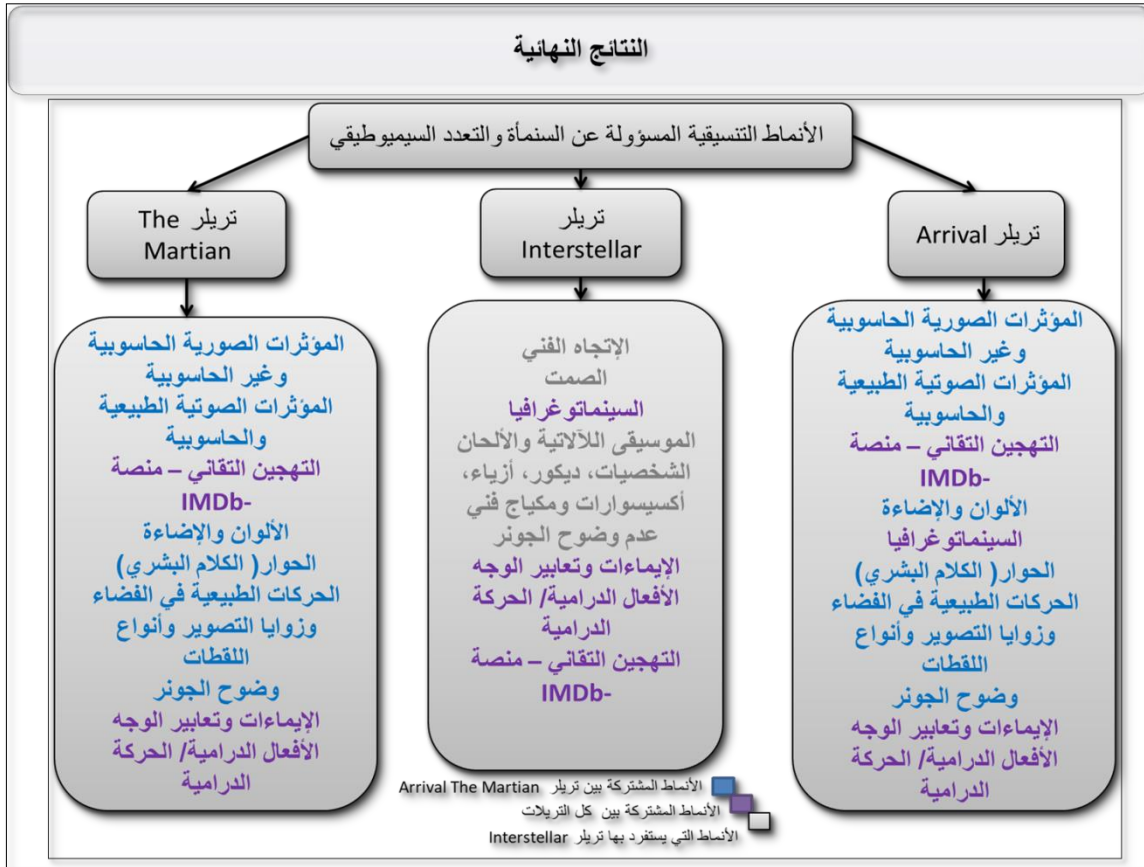 النتائج النهائية
الأنماط التنسيقية المسؤولة عن السنمأة والتعدد السيميوطيقي
تريلر Arrival
تريلر
Interstellar
تريلر The
Martian
المؤثرات الصورية الحاسوبية
وغير الحاسوبية
المؤثرات الصوتية الطبيعية
والحاسوبية
التهجين التقاني – منصة
IMDb-
الألوان والإضاءة
السينماتوغرافيا
الحوار( الكلام البشري)
الحركات الطبيعية في الفضاء
وزوايا التصوير وأنواع
اللقطات
وضوح الجونر
الإيماءات وتعابير الوجه
الأفعال الدرامية/ الحركة
الدرامية
الإتجاه الفني
الصمت
السينماتوغرافيا
الموسيقى اللآلاتية والألحان
الشخصيات، ديكور، أزياء،
أكسيسوارات ومكياج فني
عدم وضوح الجونر
الإيماءات وتعابير الوجه
الأفعال الدرامية/ الحركة
الدرامية
التهجين التقاني – منصة
IMDb-
المؤثرات الصورية الحاسوبية
وغير الحاسوبية
المؤثرات الصوتية الطبيعية
والحاسوبية
التهجين التقاني – منصة
IMDb-
الألوان والإضاءة
الحوار( الكلام البشري)
الحركات الطبيعية في الفضاء
وزوايا التصوير وأنواع
اللقطات
وضوح الجونر
الإيماءات وتعابير الوجه
الأفعال الدرامية/ الحركة
الدرامية
الأنماط المشتركة بين تريلر Arrival The Martian
الأنماط المشتركة بين كل التريلات
الأنماط التي يستفرد بها تريلر Interstellar